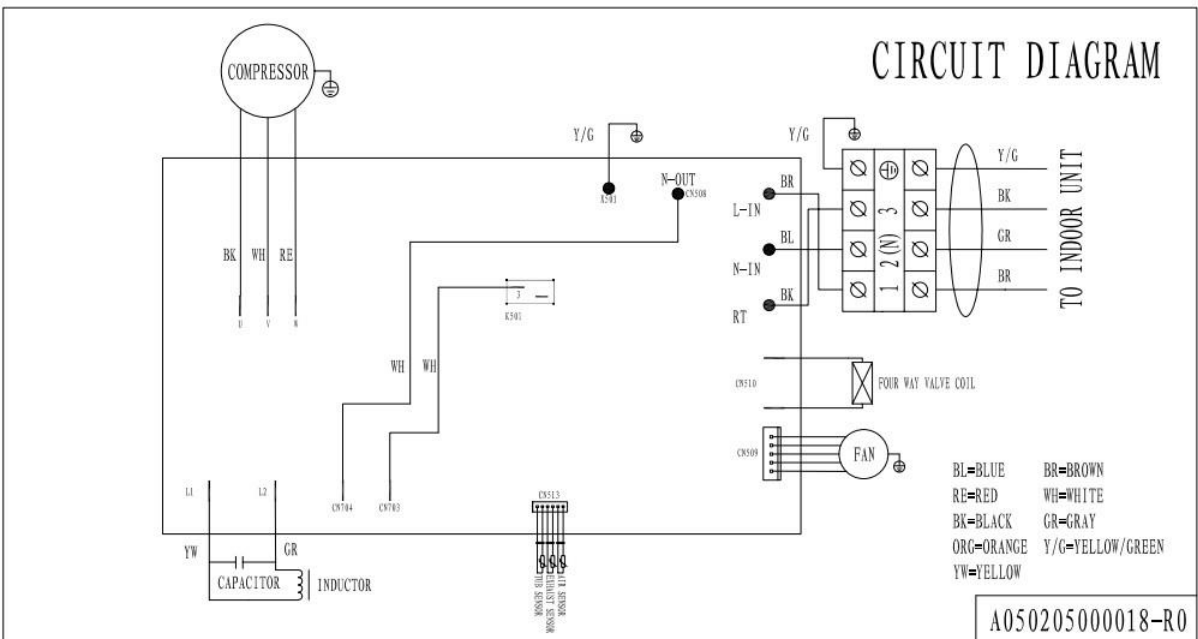 CIRCUIT DIAGRAM
COMPRESSOR
Y/G
Y/G
Y/G
N-OUT
CN508
X501
BR
L-IN
BL
N-IN
BK
RT
3
2(N)
1
BK
GR
BR
TO INDOOR UNIT
BK
WH
RE
U
V
W
3
K501
WH
WH
CN510
FOUR WAY VALVE COIL
CN509
FAN
L1
L2
CN704
CN703
CN513
YW
GR
CAPACITOR
INDUCTOR
TUB SENSOR
EXHAUST SENSOR
AIR SENSOR
BL=BLUE BR=BROWN
RE=RED WH=WHITE
BK=BLACK GR=GRAY
ORG=ORANGE Y/G=YELLOW/GREEN
YW=YELLOW
A050205000018-R0